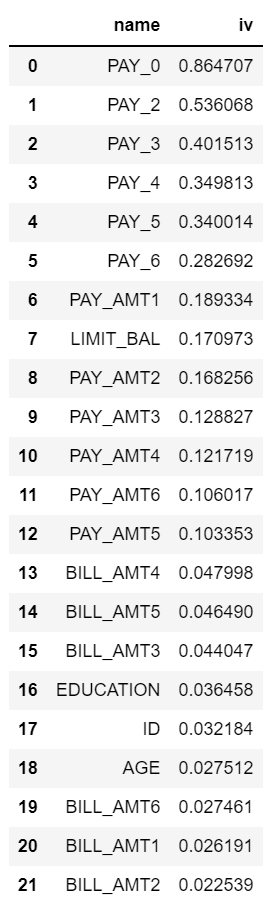 name iv
0 PAY_0 0.864707
1 PAY_2 0.536068
2 PAY_3 0.401513
3 PAY_4 0.349813
4 PAY_5 0.340014
5 PAY_6 0.282692
6 PAY_AMT1 0.189334
7 LIMIT_BAL 0.170973
8 PAY_AMT2 0.168256
9 PAY_AMT3 0.128827
10 PAY_AMT4 0.121719
11 PAY_AMT6 0.106017
12 PAY_AMT5 0.103353
13 BILL_AMT4 0.047998
14 BILL_AMT5 0.046490
15 BILL_AMT3 0.044047
16 EDUCATION 0.036458
17 ID 0.032184
18 AGE 0.027512
19 BILL_AMT6 0.027461
20 BILL_AMT1 0.026191
21 BILL_AMT2 0.022539